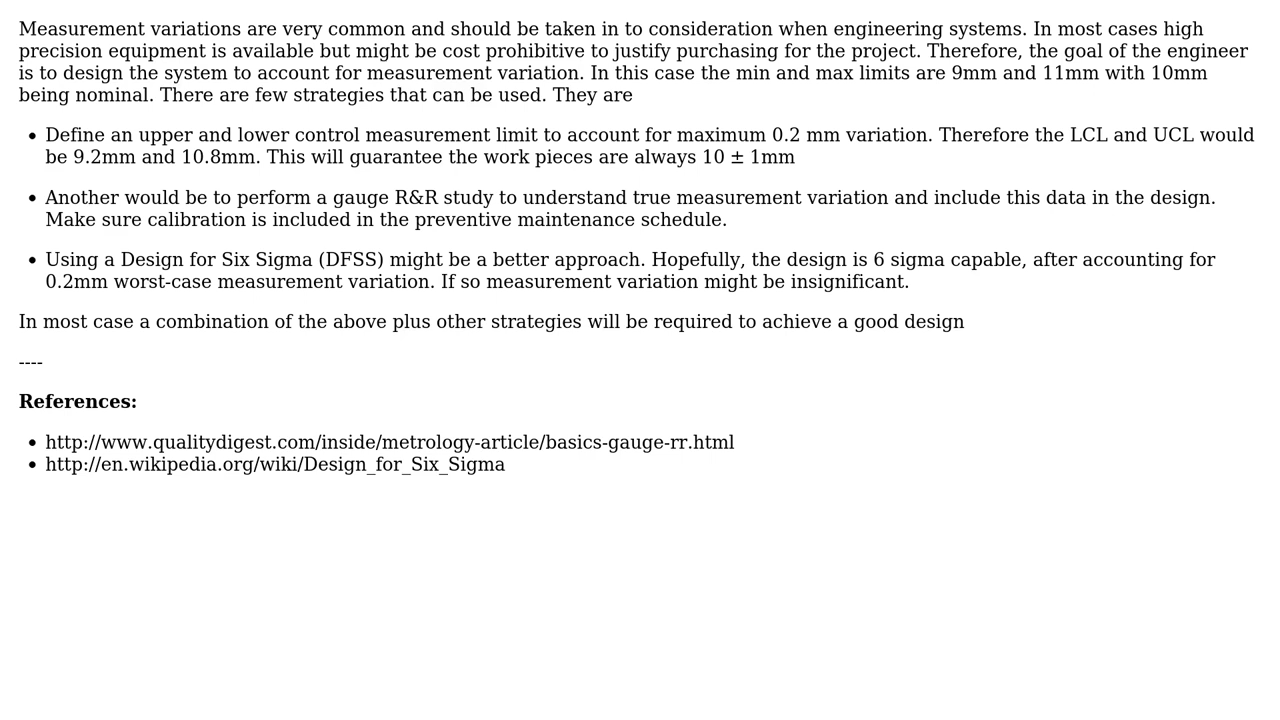 Measurement variations are very common and should be taken in to consideration when engineering systems. In most cases high
precision equipment is available but might be cost prohibitive to justify purchasing for the project. Therefore, the goal of the engineer
is to design the system to account for measurement variation. In this case the min and max limits are 9mm and 11mm with 10mm
being nominal. There are few strategies that can be used. They are
• Define an upper and lower control measurement limit to account for maximum 0.2 mm variation. Therefore the LCL and UCL would
be 9.2mm and 10.8mm. This will guarantee the work pieces are always 10 ± 1mm
• Another would be to perform a gauge R&R study to understand true measurement variation and include this data in the design.
Make sure calibration is included in the preventive maintenance schedule.
• Using a Design for Six Sigma (DFSS) might be a better approach. Hopefully, the design is 6 sigma capable, after accounting for
0.2mm worst-case measurement variation. If so measurement variation might be insignificant.
In most case a combination of the above plus other strategies will be required to achieve a good design
----
References:
• http://www.qualitydigest.com/inside/metrology-article/basics-gauge-rr.html
• http://en.wikipedia.org/wiki/Design_for_Six_Sigma